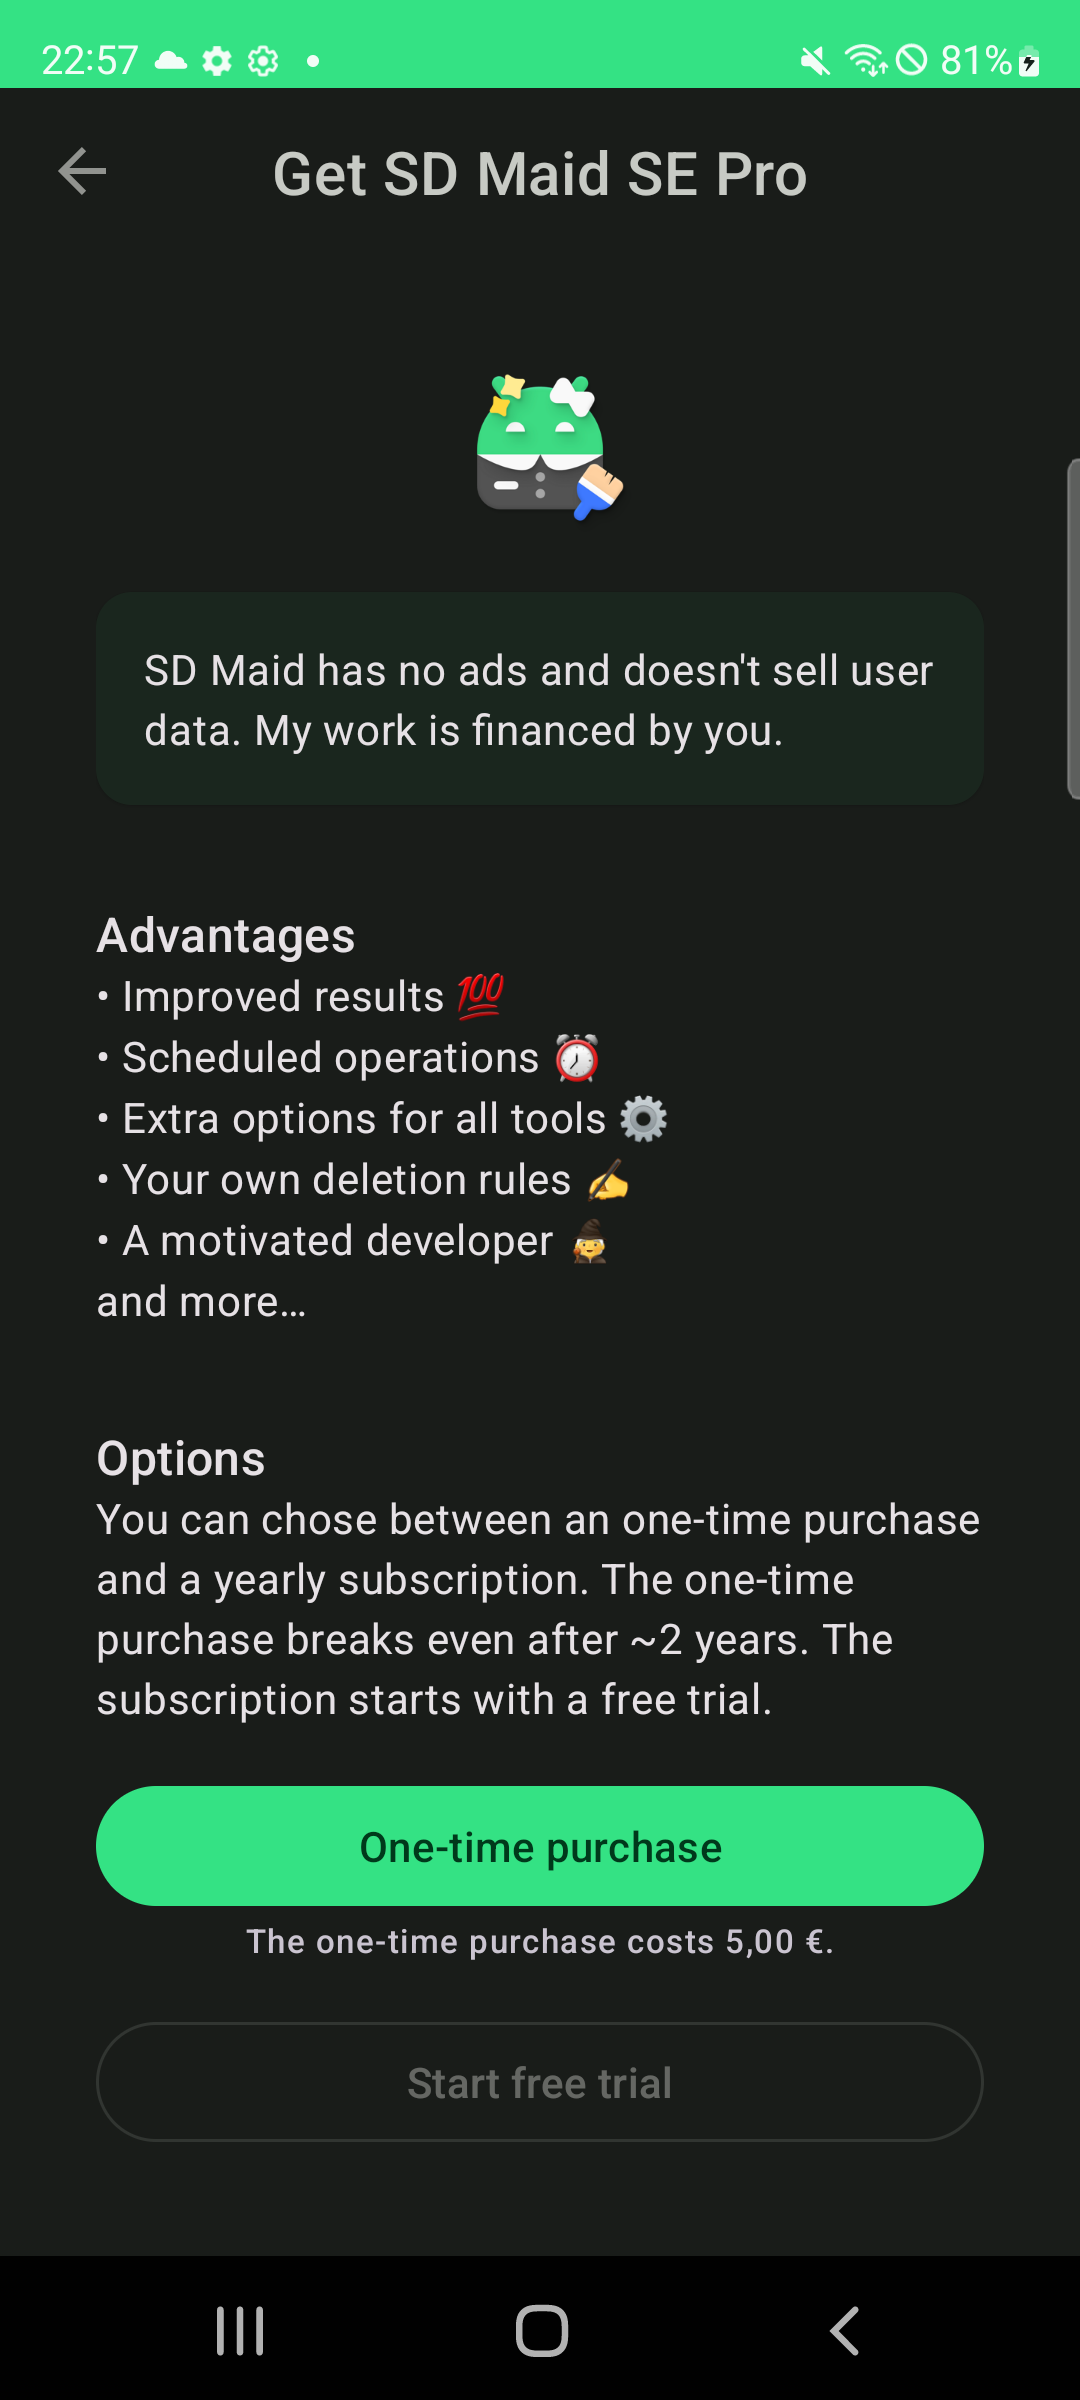 22:57
81%
Get SD Maid SE Pro
SD Maid has no ads and doesn't sell user
data. My work is financed by you.
Advantages
• Improved results 💯
• Scheduled operations ⏰
• Extra options for all tools ⚙️
• Your own deletion rules ✍️
• A motivated developer 🧙
and more…
Options
You can chose between an one-time purchase
and a yearly subscription. The one-time
purchase breaks even after ~2 years. The
subscription starts with a free trial.
One-time purchase
The one-time purchase costs 5,00 €.
Start free trial